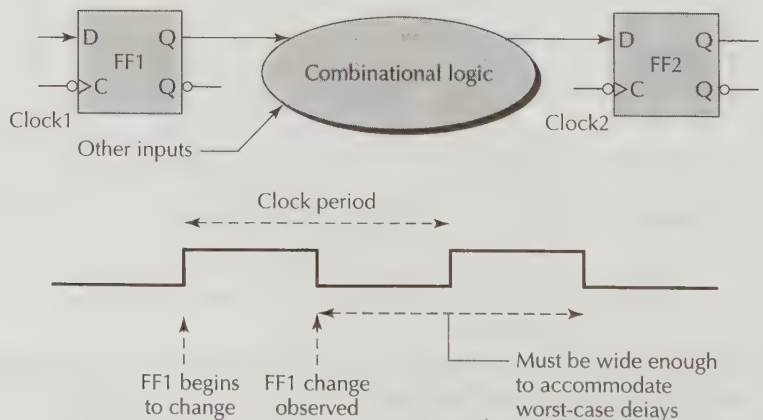 D Q
FF1
C Q
Clock1
Combinational logic
Other inputs
D Q
FF2
C Q
Clock2
Clock period
FF1 begins
to change
FF1 change
observed
Must be wide enough
to accommodate
worst-case deiays